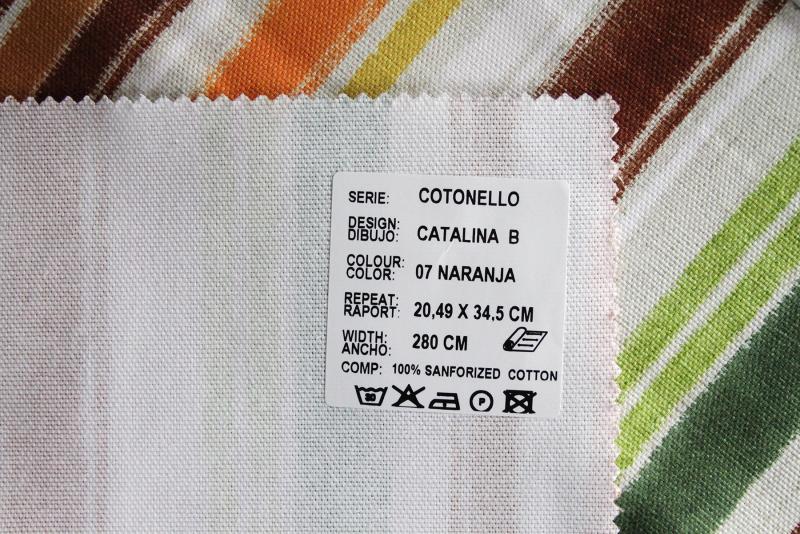 SERIE: COTONELLO
DESIGN:
DIBUJO: CATALINA B
COLOUR:
COLOR: 07 NARANJA
REPEAT:
RAPORT: 20,49 X 34,5 CM
WIDTH:
ANCHO: 280 CM
COMP: 100% SANFORIZED COTTON
30 P